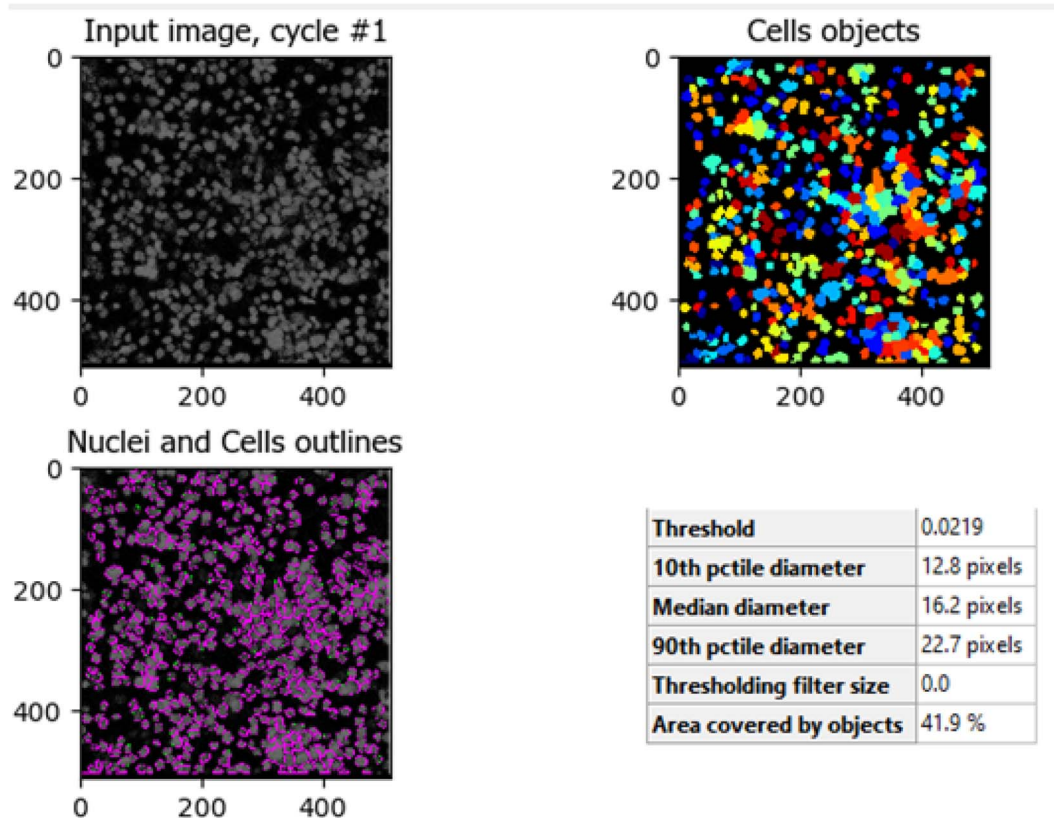 Input image, cycle #1
0
200
400
0 200 400
Cells objects
0
200
400
0 200 400
Nuclei and Cells outlines
0
200
400
0 200 400
Threshold 0.0219
10th pctile diameter 12.8 pixels
Median diameter 16.2 pixels
90th pctile diameter 22.7 pixels
Thresholding filter size 0.0
Area covered by objects 41.9 %